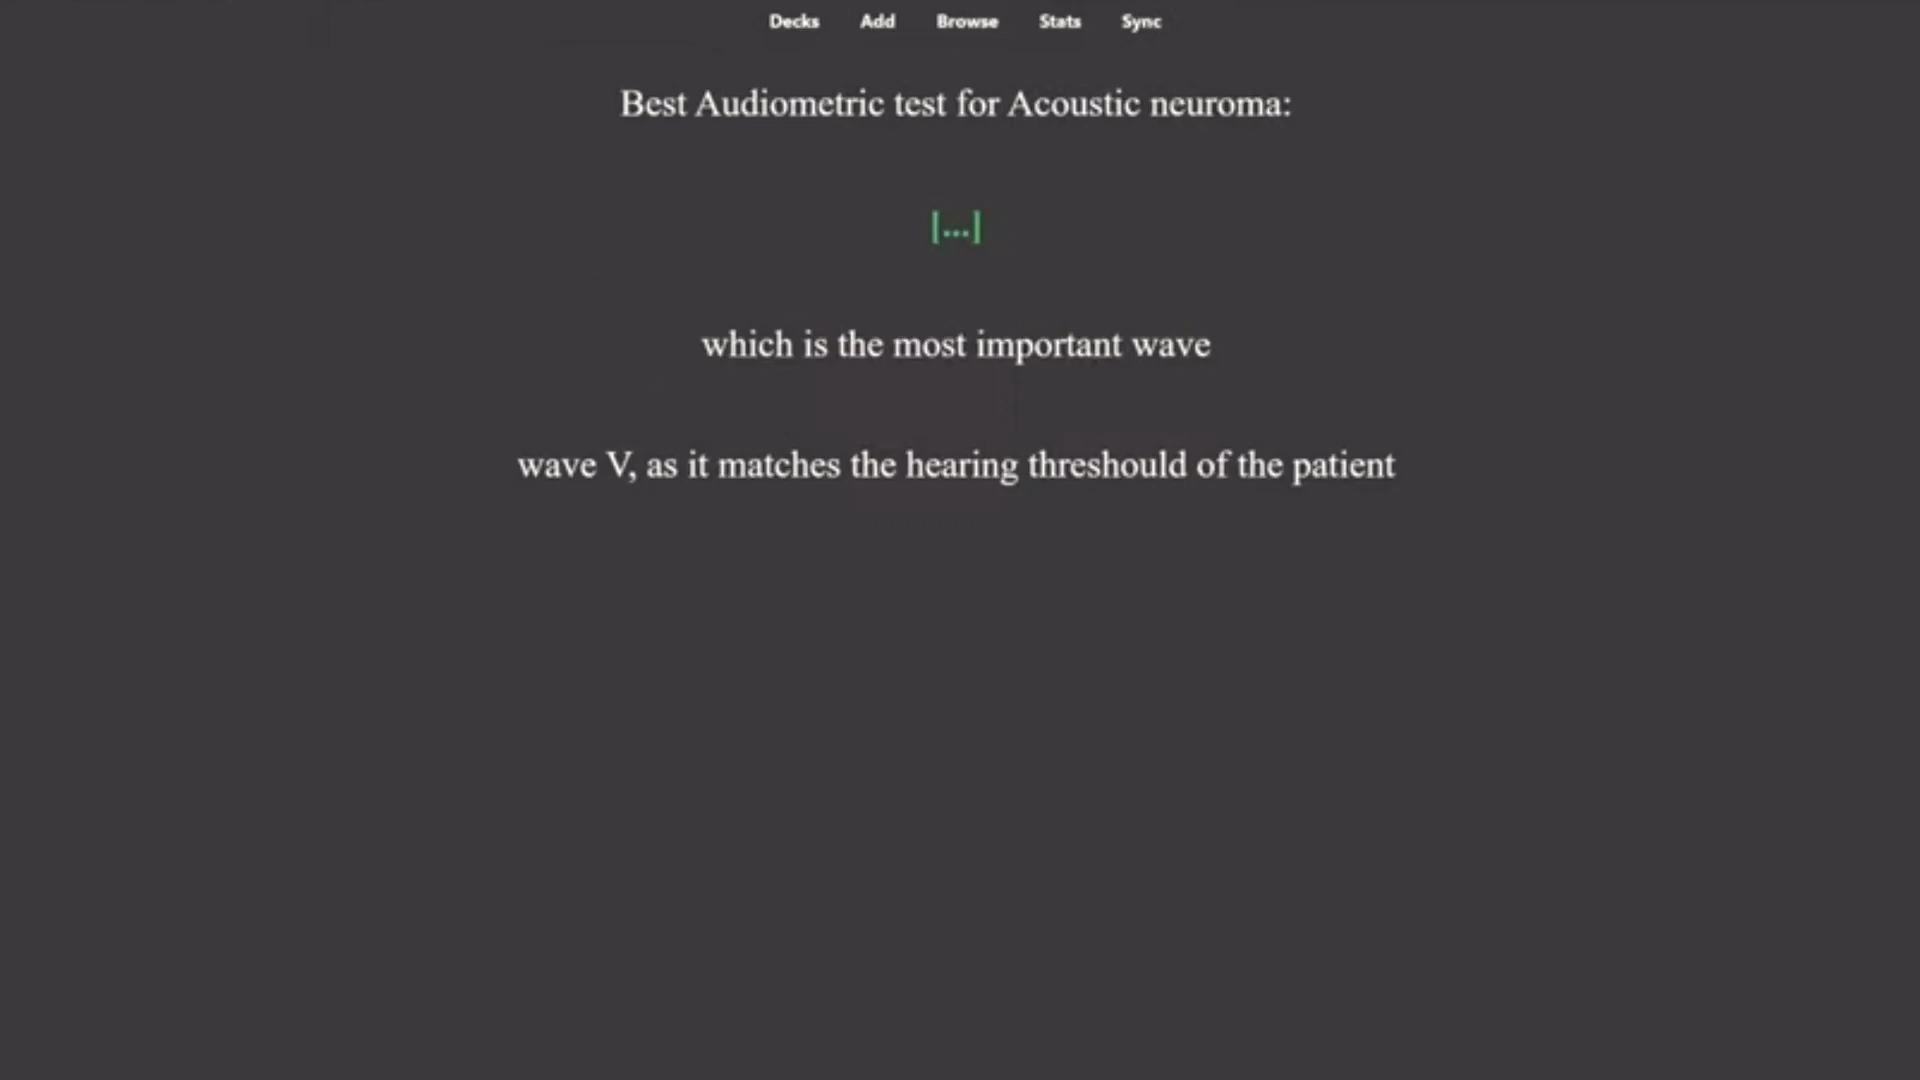 Decks Add Browse Stats Sync
Best Audiometric test for Acoustic neuroma:
[...]
which is the most important wave
wave V, as it matches the hearing threshould of the patient